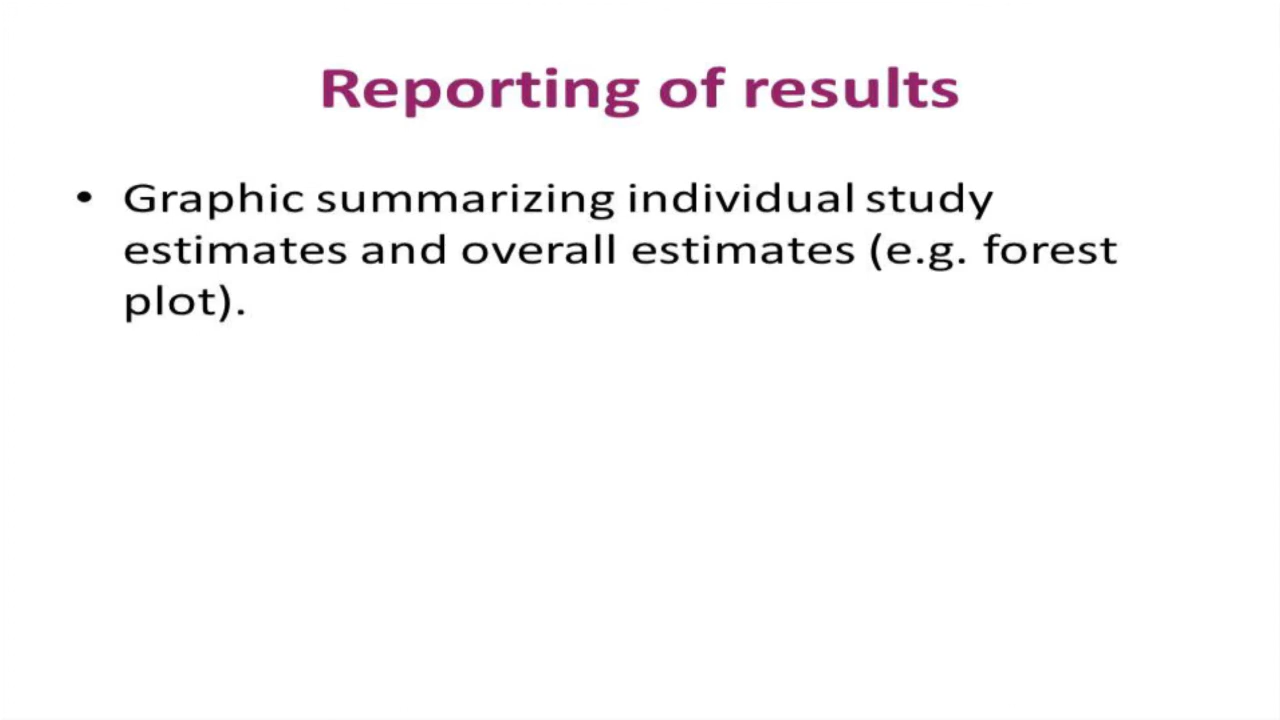 Reporting of results
• Graphic summarizing individual study
estimates and overall estimates (e.g. forest
plot).